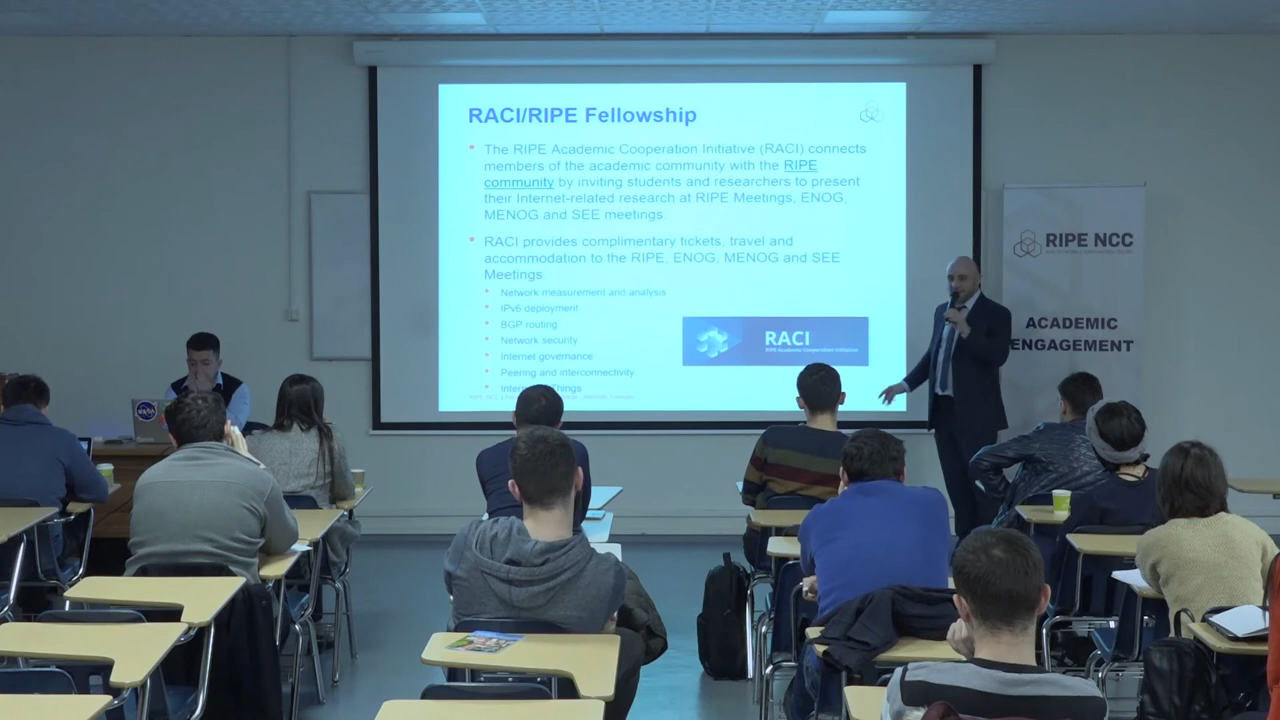 RACI/RIPE Fellowship
• The RIPE Academic Cooperation Initiative (RACI) connects
members of the academic community with the RIPE
community by inviting students and researchers to present
their Internet-related research at RIPE Meetings, ENOG,
MENOG and SEE meetings.
• RACI provides complimentary tickets, travel and
accommodation to the RIPE, ENOG, MENOG and SEE
Meetings
• Network measurement and analysis
• IPv6 deployment
• BGP routing
• Network security
• Internet governance
• Peering and interconnectivity
• Things
RACI
RIPE Academic Cooperation Initiative
RIPE NCC
ACADEMIC
ENGAGEMENT
NASA